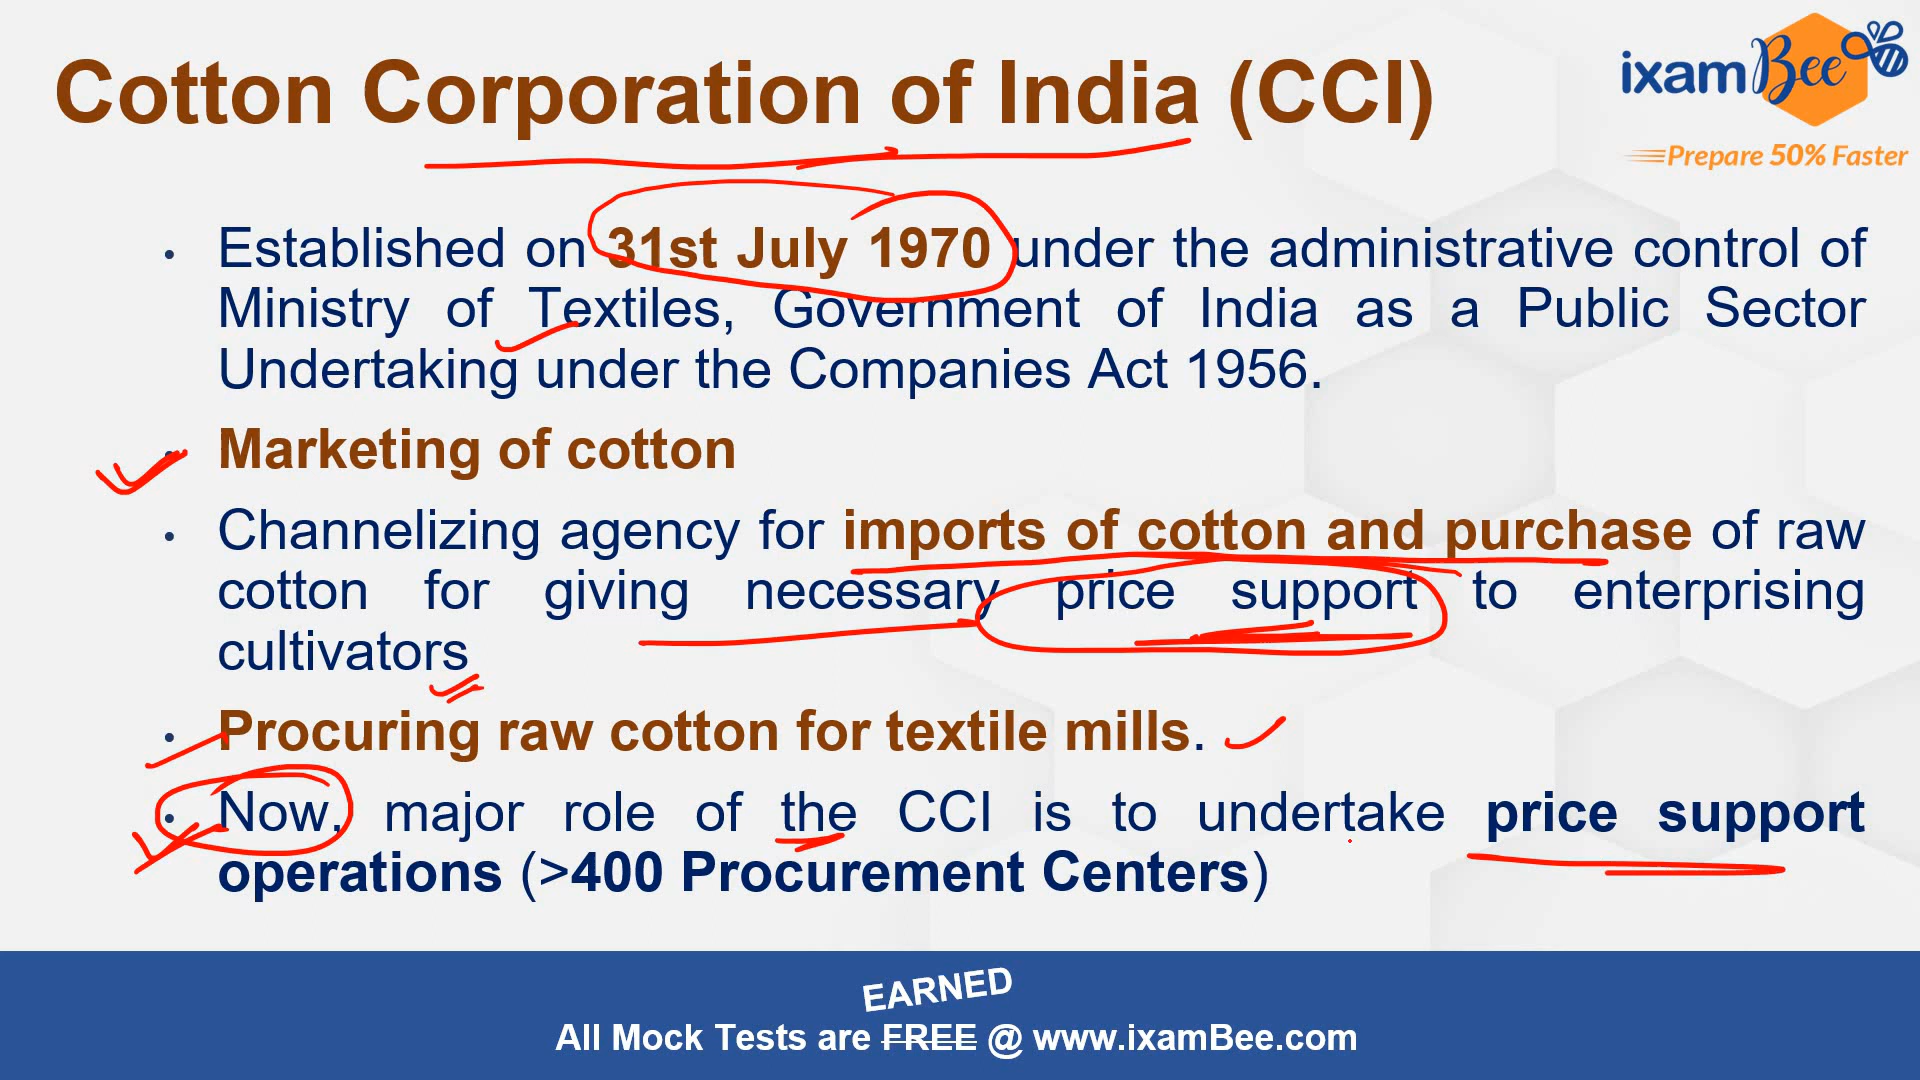 Cotton Corporation of India (CCI)
ixamBee
Prepare 50% Faster
• Established on 31st July 1970 under the administrative control of
Ministry of Textiles, Government of India as a Public Sector
Undertaking under the Companies Act 1956.
• Marketing of cotton
• Channelizing agency for imports of cotton and purchase of raw
cotton for giving necessary price support to enterprising
cultivators
• Procuring raw cotton for textile mills.
• Now, major role of the CCI is to undertake price support
operations (>400 Procurement Centers)
EARNED
All Mock Tests are FREE @ www.ixamBee.com